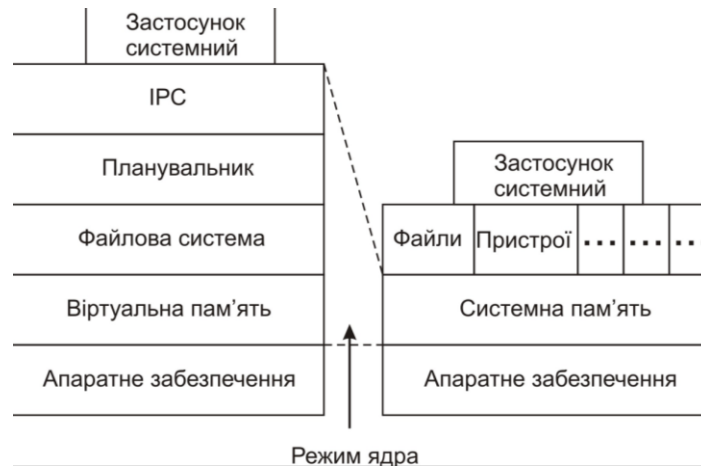 Застосунок
системний
IPC
Планувальник
Файлова система
Віртуальна пам’ять
Апаратне забезпечення
Застосунок
системний
Файли Пристрої ... ... ...
Системна пам’ять
Апаратне забезпечення
Режим ядра